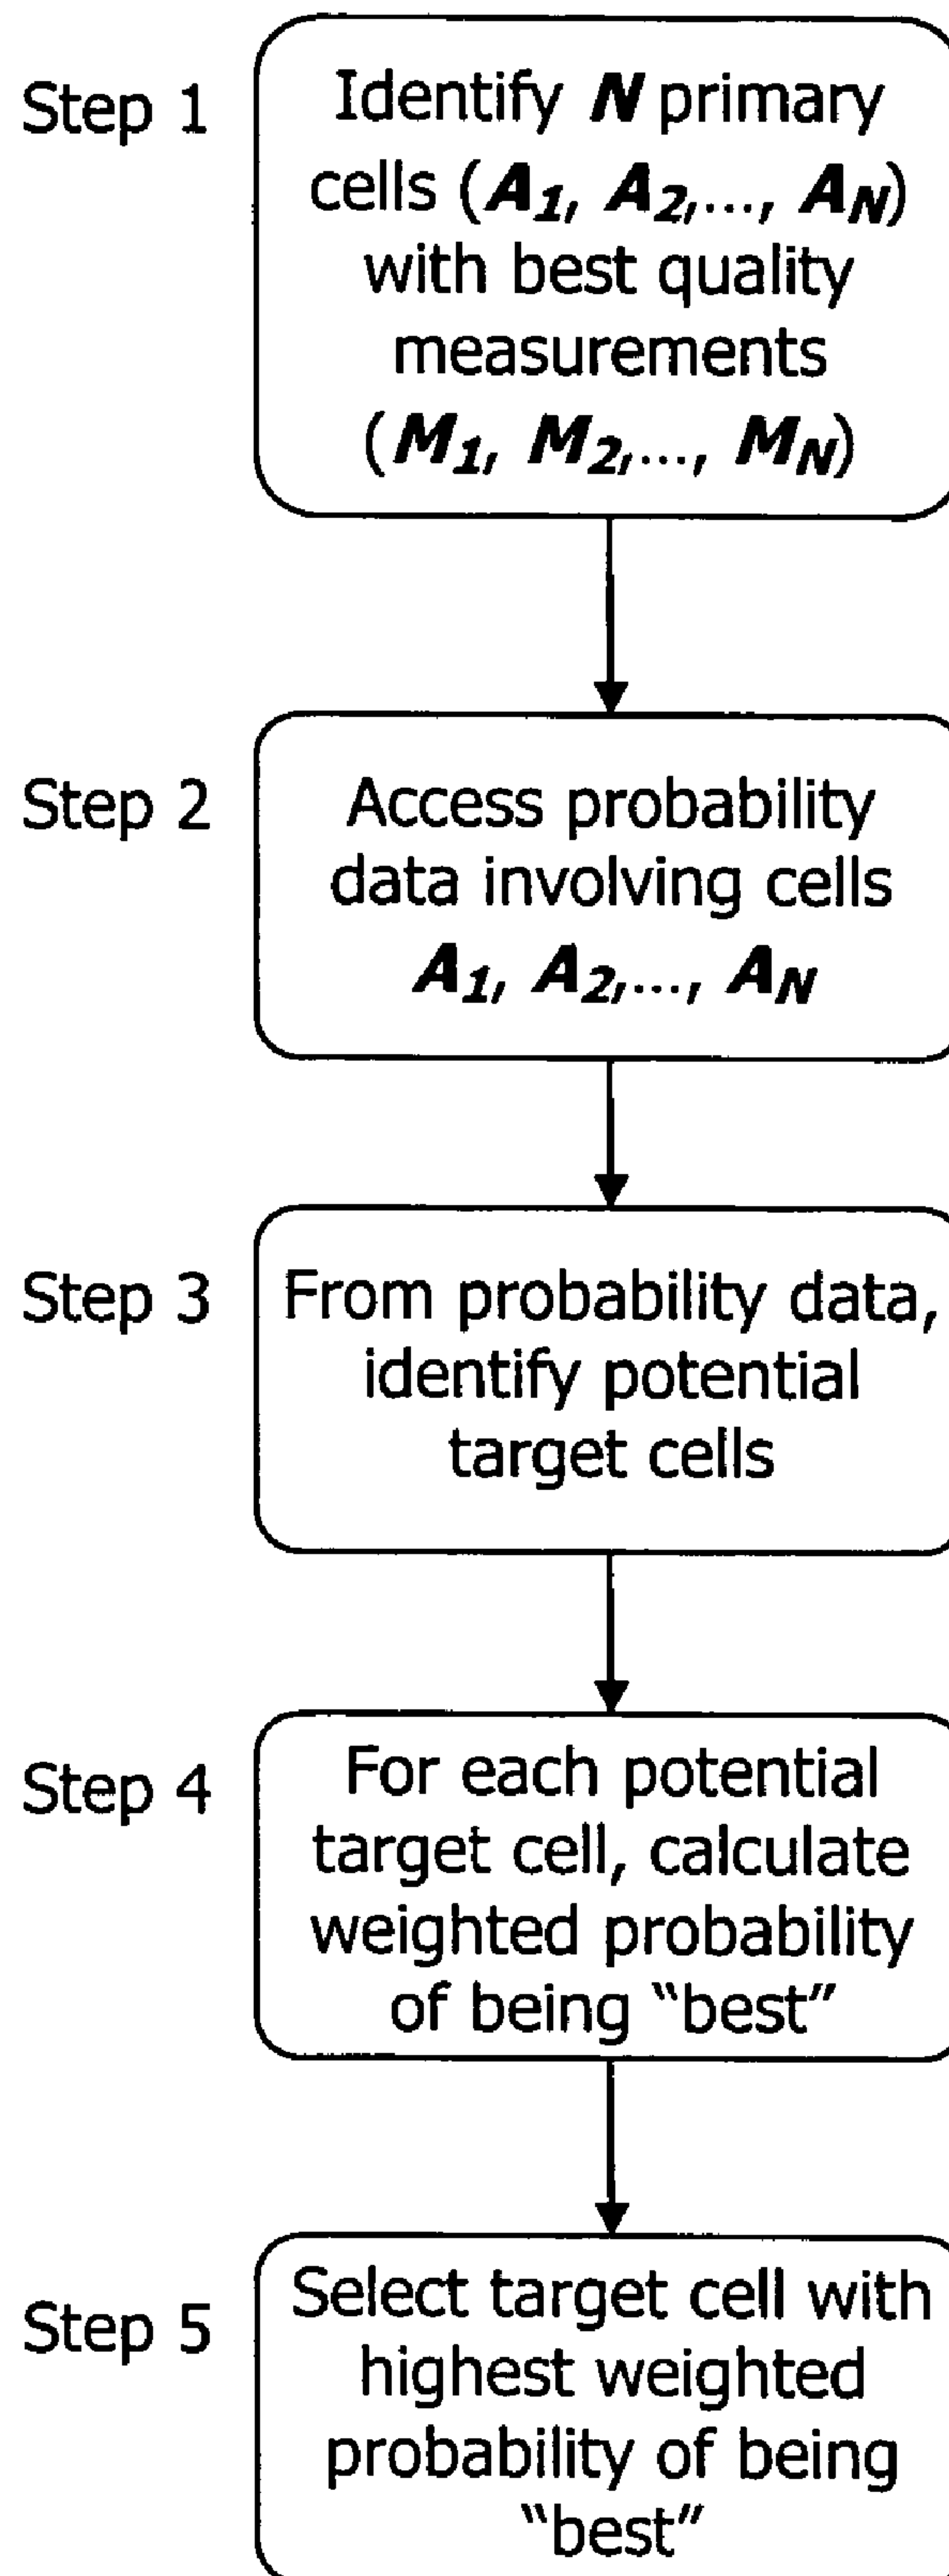 Step 1
Identify N primary
cells (A1, A2,..., AN)
with best quality
measurements
(M1, M2,..., MN)
Step 2
Access probability
data involving cells
A1, A2,..., AN
Step 3
From probability data,
identify potential
target cells
Step 4
For each potential
target cell, calculate
weighted probability
of being “best”
Step 5
Select target cell with
highest weighted
probability of being
“best”